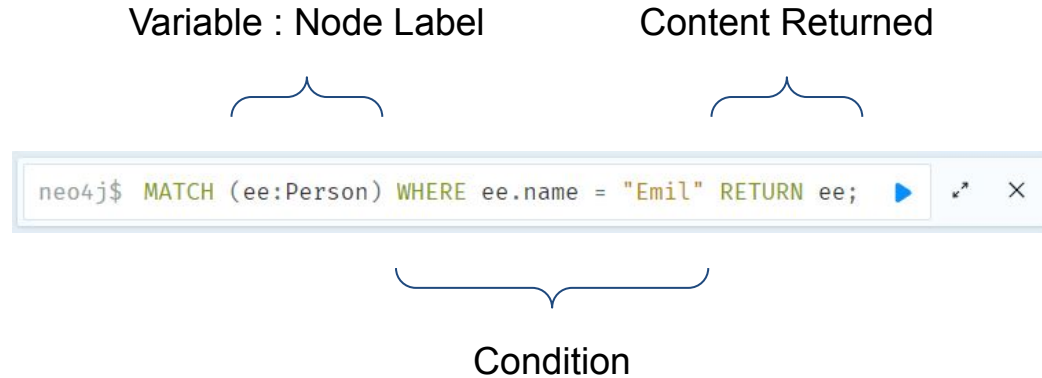 Variable : Node Label Content Returned
neo4j$ MATCH (ee:Person) WHERE ee.name = "Emil" RETURN ee;
Condition